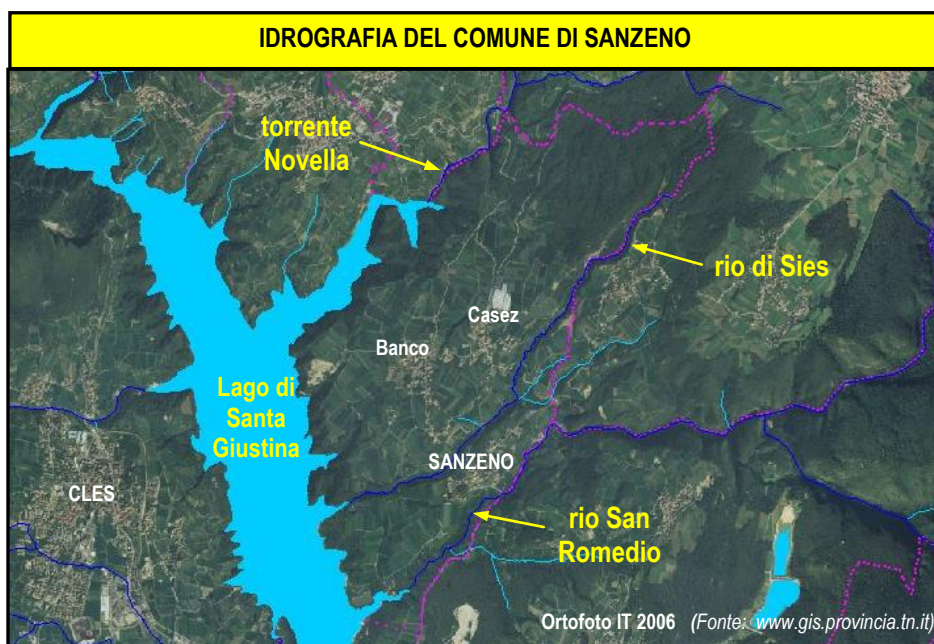 IDROGRAFIA DEL COMUNE DI SANZENO
torrente
Novella
rio di Sies
Casez
Banco
Lago di
Santa
Giustina
SANZENO
CLES
rio San
Romedio
Ortofoto IT 2006 (Fonte: www.gis.provincia.tn.it)